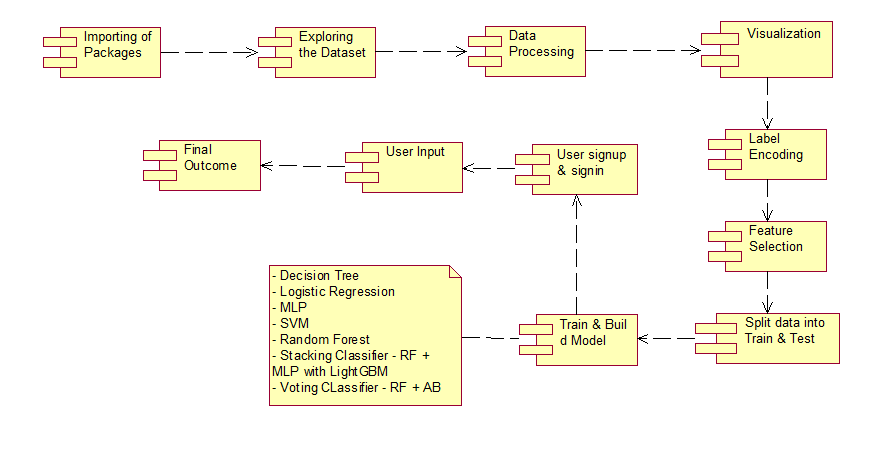 Importing of
Packages
Exploring
the Dataset
Data
Processing
Visualization
Label
Encoding
Feature
Selection
Split data into
Train & Test
Train & Buil
d Model
- Decision Tree
- Logistic Regression
- MLP
- SVM
- Random Forest
- Stacking Classifier - RF +
MLP with LightGBM
- Voting CLassifier - RF + AB
User signup
& signin
User Input
Final
Outcome